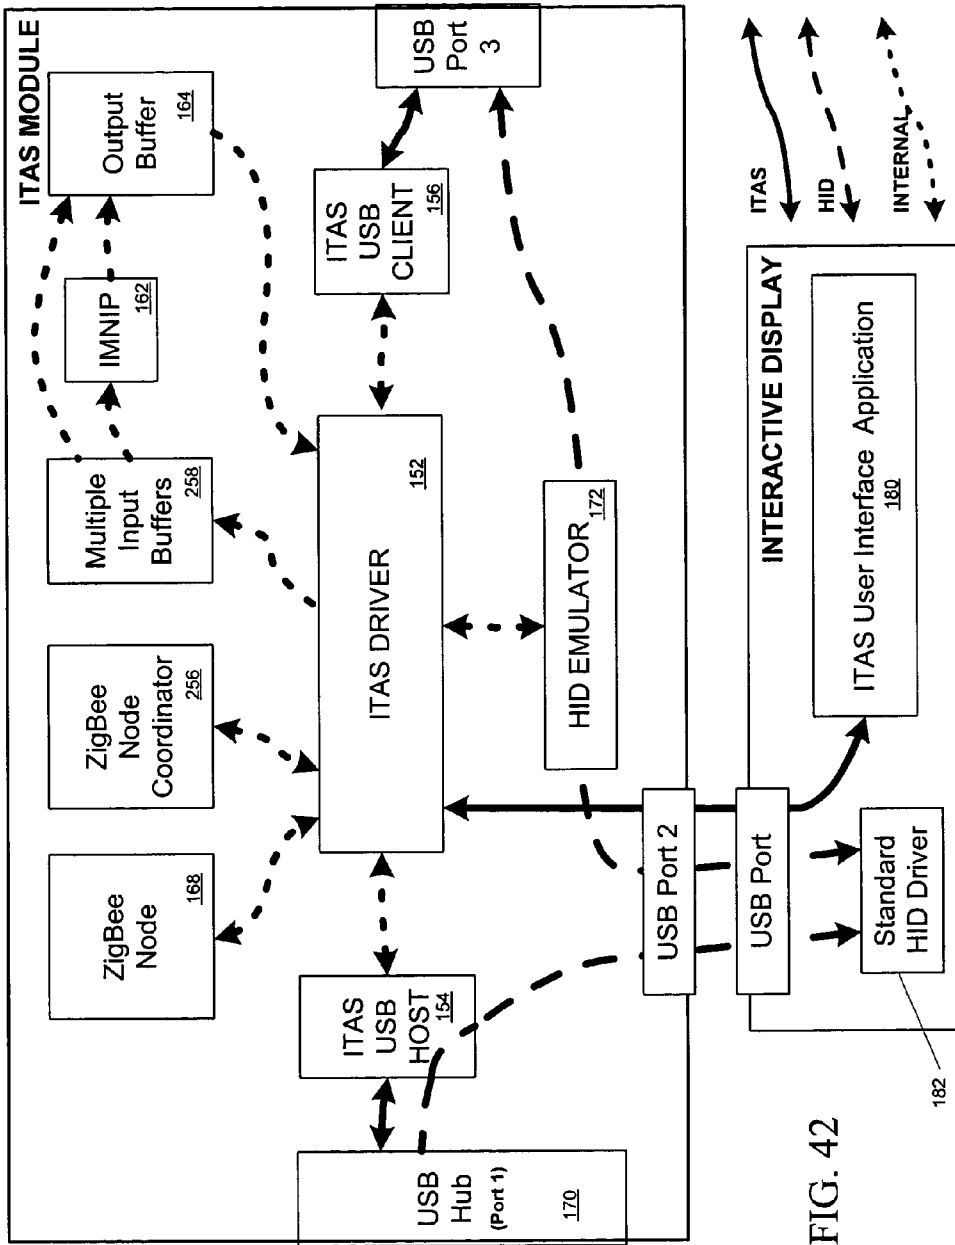 ITAS MODULE
ZigBee
Node
168
ZigBee
Node
Coordinator
256
Multiple
Input
Buffers
258
IMNIP
162
Output
Buffer
164
USB
Hub
(Port 1)
170
ITAS
USB
HOST
154
ITAS DRIVER
152
ITAS
USB
CLIENT
156
USB
Port
3
HID EMULATOR
172
USB Port 2
USB Port
INTERACTIVE DISPLAY
Standard
HID Driver
182
ITAS User Interface Application
180
ITAS
HID
INTERNAL
FIG. 42